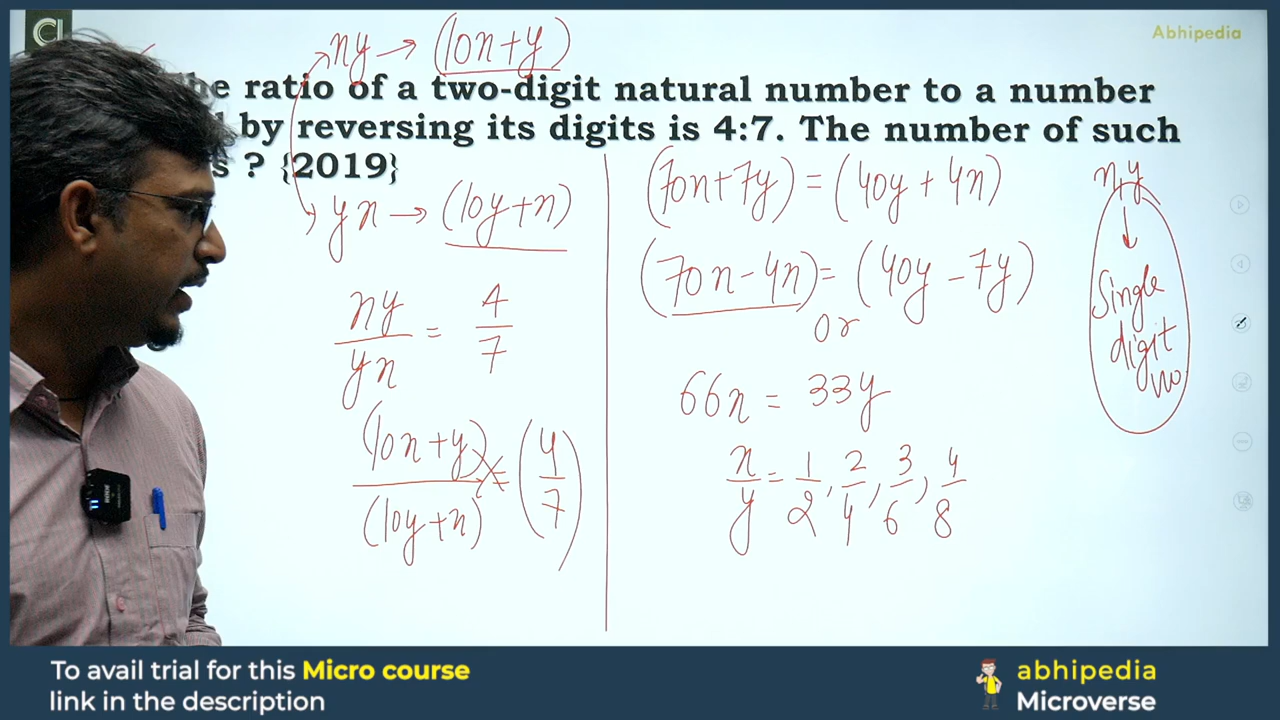 Abhipedia
xy → (10x+y)
he ratio of a two-digit natural number to a number
by reversing its digits is 4:7. The number of such
s ? {2019}
yx → (10y+x)
xy/yx = 4/7
(10x+y)/(10y+x) = (4/7)
(70x+7y) = (40y+4x)
(70x-4x) = (40y-7y)
Or
66x = 33y
x/y = 1/2, 2/4, 3/6, 4/8
x,y
↓
Single
digit
no
To avail trial for this Micro course
link in the description
abhipedia
Microverse